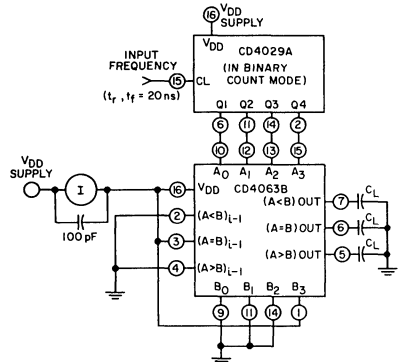 16 VDD SUPPLY
VDD
CD4029A
(IN BINARY COUNT MODE)
INPUT FREQUENCY
15 CL
(tr , tf = 20 ns)
Q1 Q2 Q3 Q4
6 11 14 2
10 12 13 15
A0 A1 A2 A3
VDD SUPPLY
I
100 pF
16 VDD
CD4063B
2 (A<B)i–1
3 (A=B)i–1
4 (A>B)i–1
(A<B) OUT 7 CL
(A=B) OUT 6 CL
(A>B) OUT 5 CL
B0 B1 B2 B3
9 11 14 1